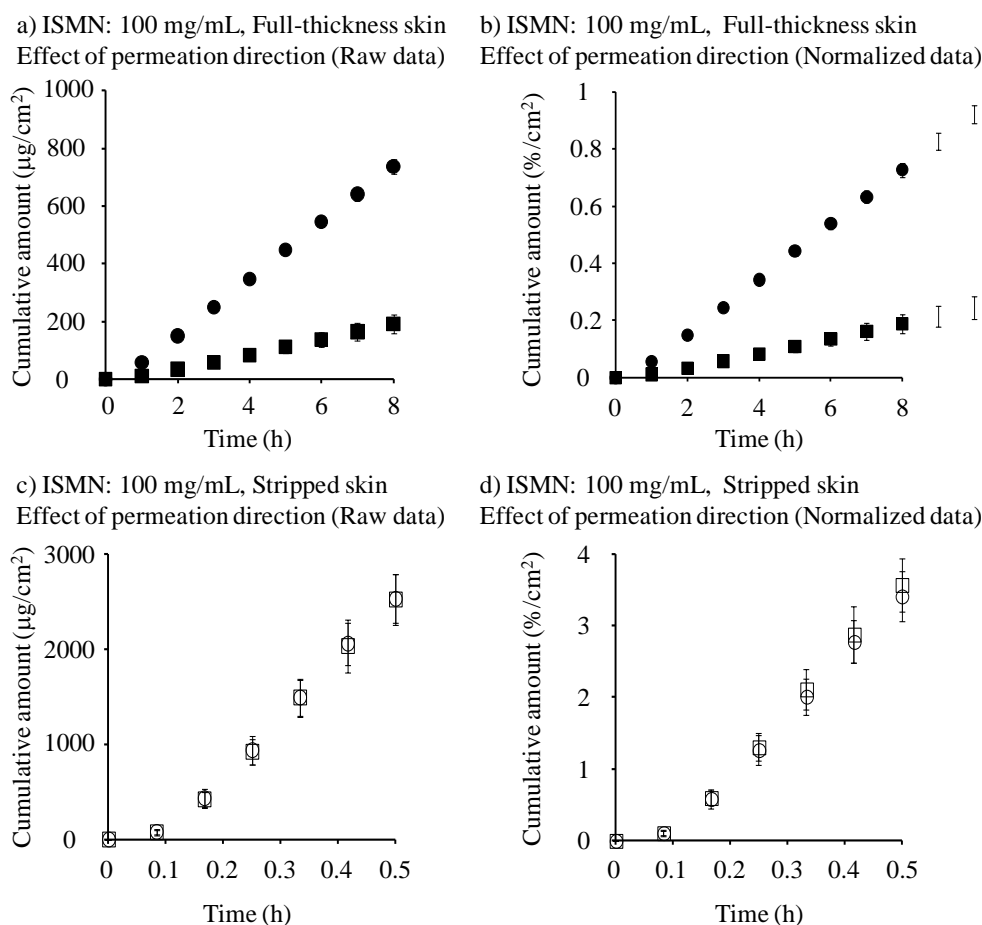 a) ISMN: 100 mg/mL, Full-thickness skin
Effect of permeation direction (Raw data)
Cumulative amount (μg/cm²)
1000
800
600
400
200
0
0 2 4 6 8
Time (h)
b) ISMN: 100 mg/mL, Full-thickness skin
Effect of permeation direction (Normalized data)
Cumulative amount (%/cm²)
1
0.8
0.6
0.4
0.2
0
0 2 4 6 8
Time (h)
c) ISMN: 100 mg/mL, Stripped skin
Effect of permeation direction (Raw data)
Cumulative amount (μg/cm²)
3000
2000
1000
0
0 0.1 0.2 0.3 0.4 0.5
Time (h)
d) ISMN: 100 mg/mL, Stripped skin
Effect of permeation direction (Normalized data)
Cumulative amount (%/cm²)
4
3
2
1
0
0 0.1 0.2 0.3 0.4 0.5
Time (h)